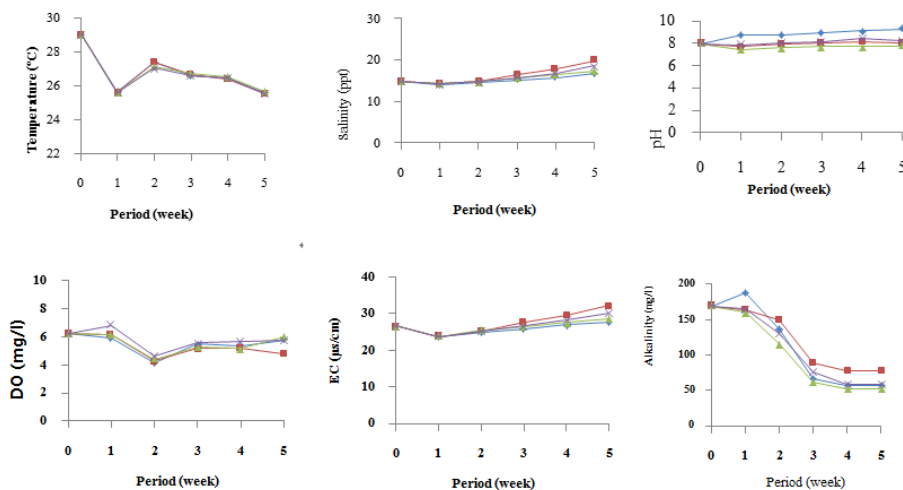 Temperature (°C)
30
28
26
24
22
0 1 2 3 4 5
Period (week)
Salinity (ppt)
30
20
10
0
0 1 2 3 4 5
Period (week)
pH
10
8
6
4
2
0
0 1 2 3 4 5
Period (week)
DO (mg/l)
10
8
6
4
2
0
0 1 2 3 4 5
Period (week)
EC (µs/cm)
40
30
20
10
0
0 1 2 3 4 5
Period (week)
Alkalinity (mg/l)
200
150
100
50
0
0 1 2 3 4 5
Period (week)